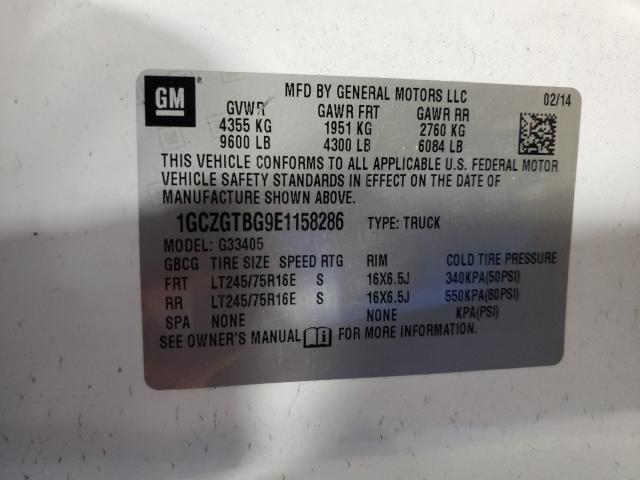 GM
MFD BY GENERAL MOTORS LLC 02/14
GVWR GAWR FRT GAWR RR
4355 KG 1951 KG 2760 KG
9600 LB 4300 LB 6084 LB
THIS VEHICLE CONFORMS TO ALL APPLICABLE U.S. FEDERAL MOTOR
VEHICLE SAFETY STANDARDS IN EFFECT ON THE DATE OF
MANUFACTURE SHOWN ABOVE.
1GCZGTBG9E1158286 TYPE: TRUCK
MODEL: G33405
GBCG TIRE SIZE SPEED RTG RIM COLD TIRE PRESSURE
FRT LT245/75R16E S 16X6.5J 340KPA(50PSI)
RR LT245/75R16E S 16X6.5J 550KPA(80PSI)
SPA NONE NONE KPA(PSI)
SEE OWNER'S MANUAL FOR MORE INFORMATION.